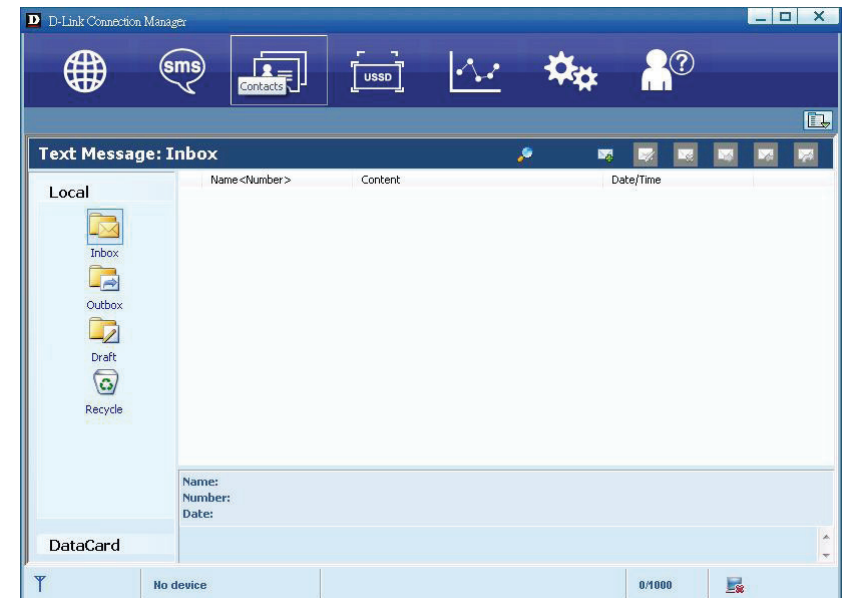 D D-Link Connection Manager
sms
Contacts
USSD
?
Text Message: Inbox
Name<Number> Content Date/Time
Local
Inbox
Outbox
Draft
Recycle
Name:
Number:
Date:
DataCard
No device 0/1000